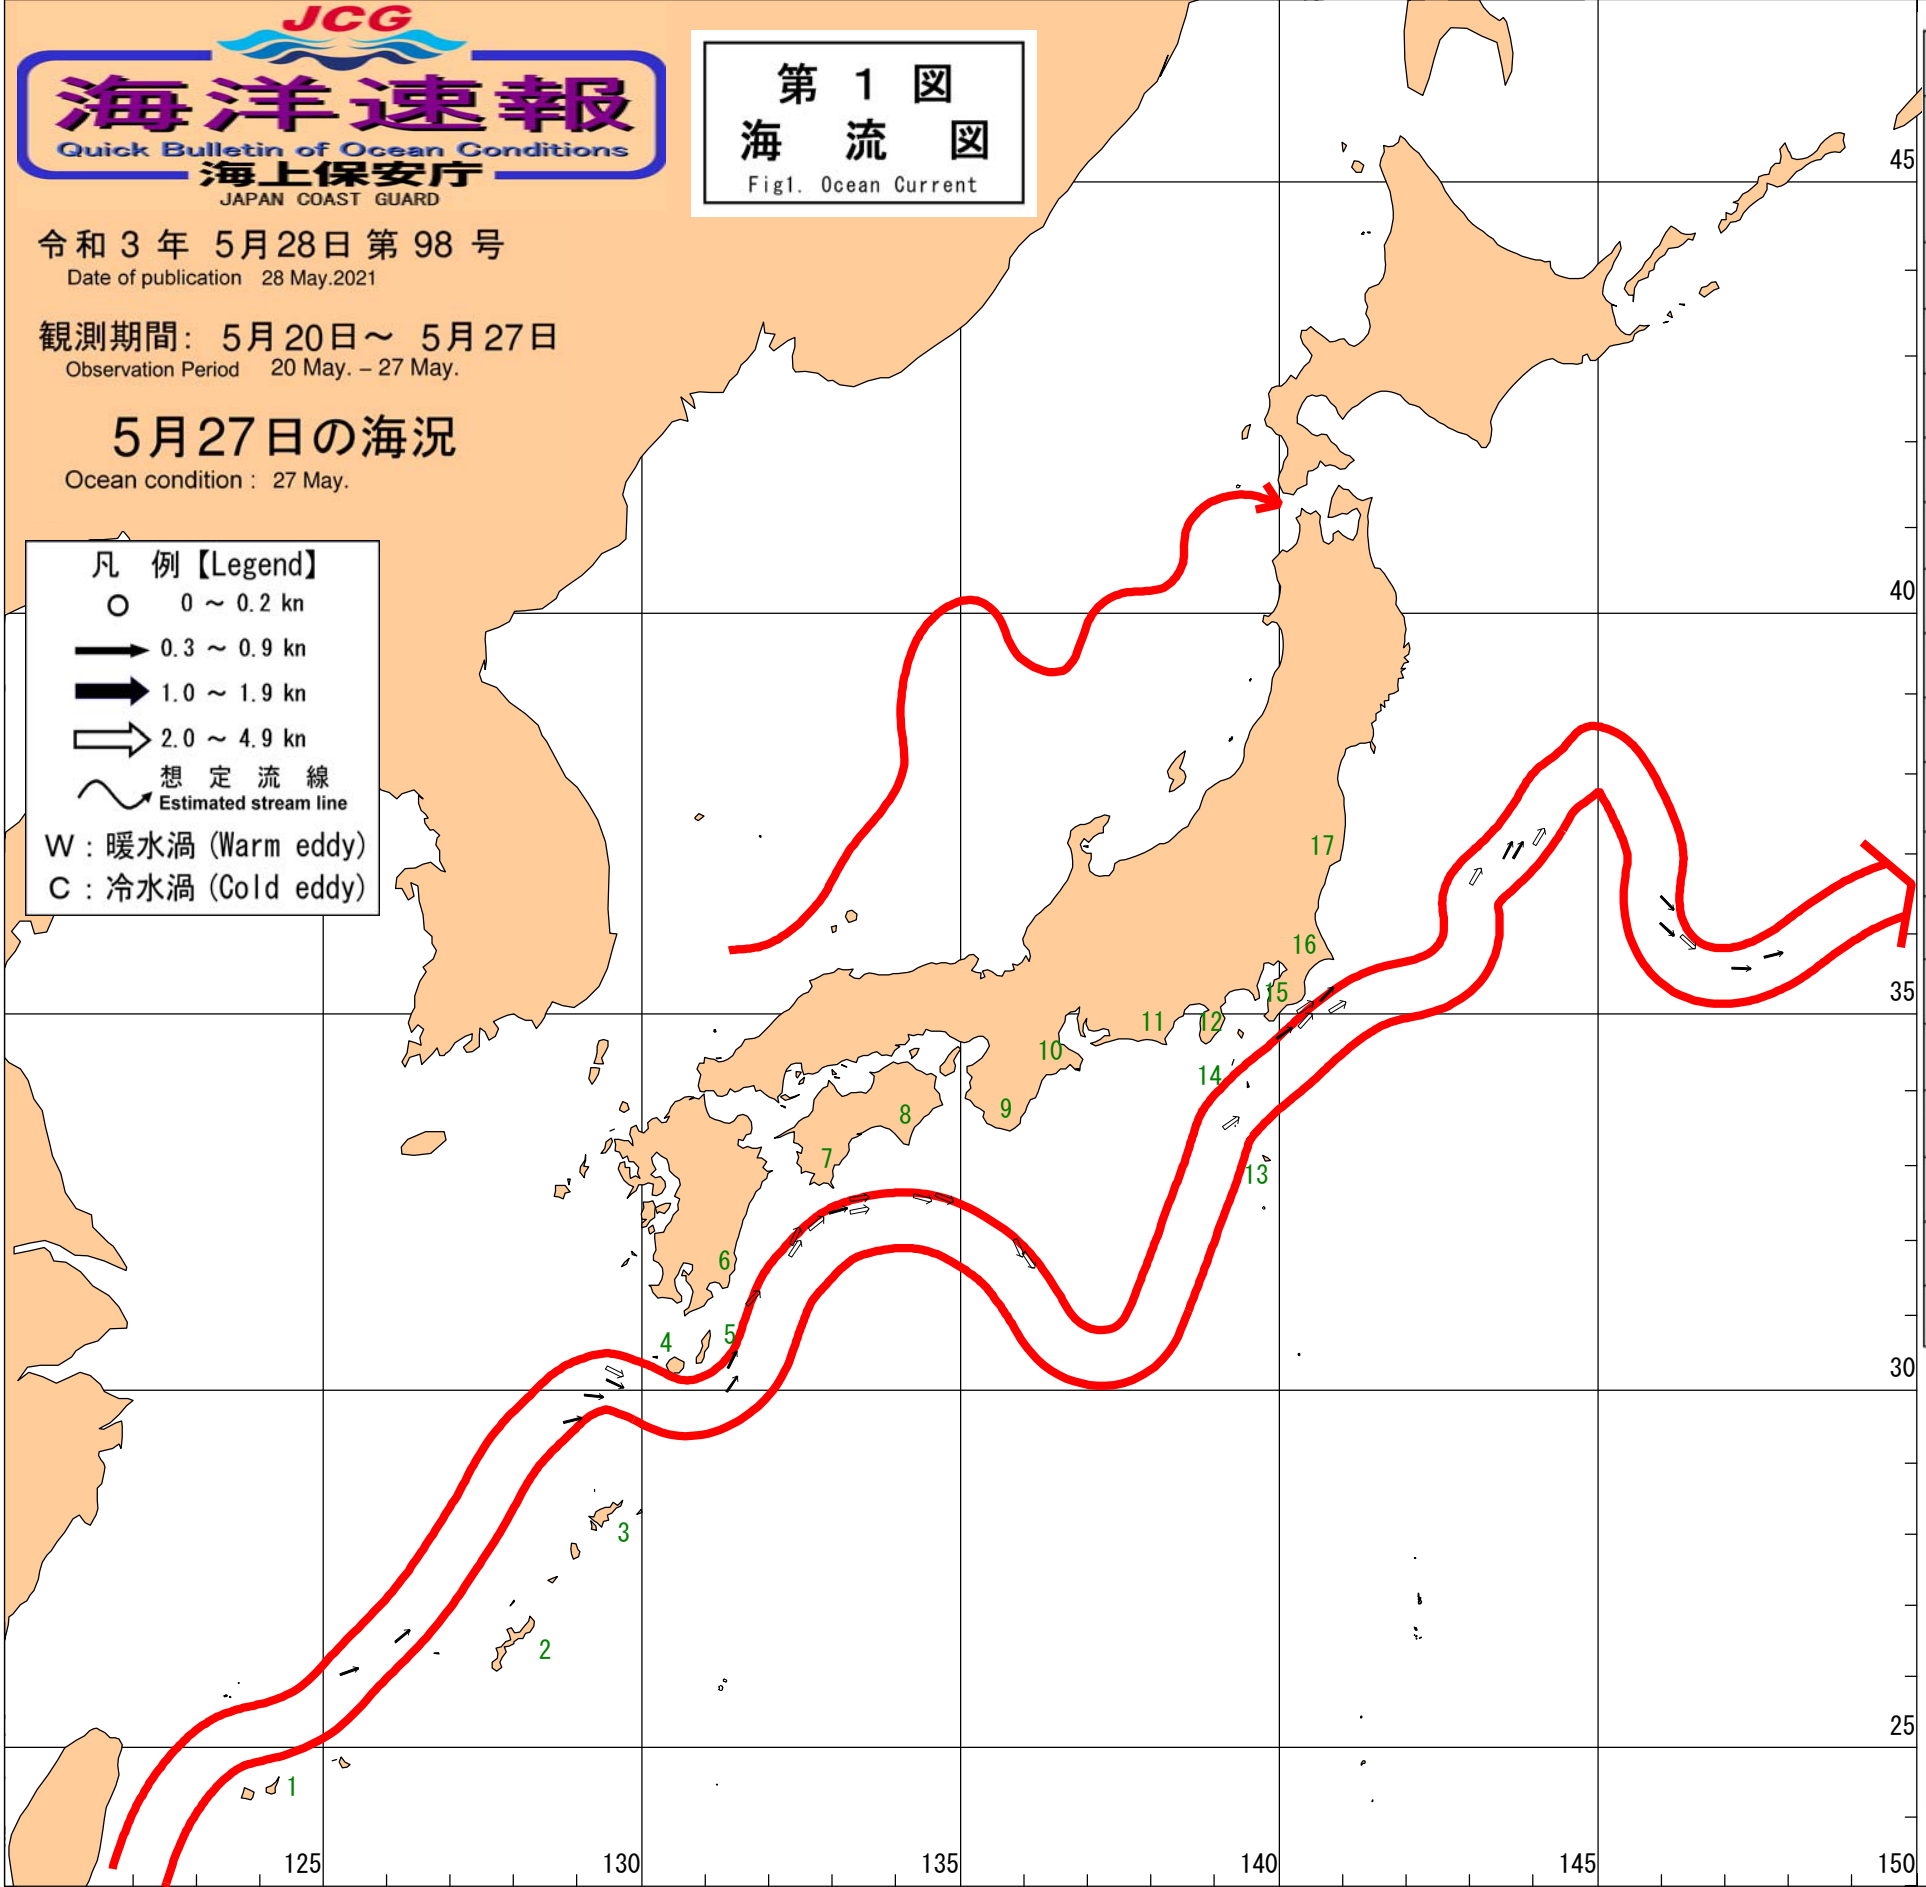 JCG
海洋速報
Quick Bulletin of Ocean Conditions
海上保安庁
JAPAN COAST GUARD
第 1 図
海 流 図
Fig1. Ocean Current
令和 3 年 5月28日 第 98 号
Date of publication 28 May.2021
観測期間: 5月20日～ 5月27日
Observation Period 20 May. – 27 May.
5月27日の海況
Ocean condition : 27 May.
凡 例【Legend】
0 ～ 0.2 kn
0.3 ～ 0.9 kn
1.0 ～ 1.9 kn
2.0 ～ 4.9 kn
想 定 流 線
Estimated stream line
W : 暖水渦 (Warm eddy)
C : 冷水渦 (Cold eddy)
45
40
35
30
25
17
16
15
11
12
10
14
9
8
7
13
6
5
4
3
2
1
125
130
135
140
145
150